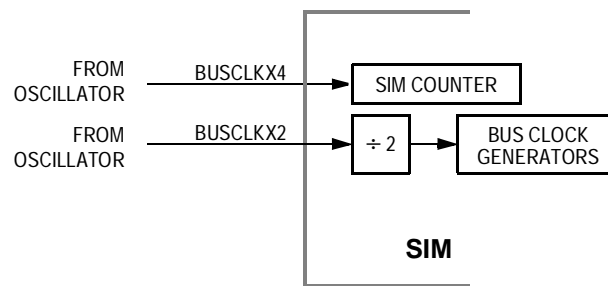 FROM
OSCILLATOR
BUSCLKX4
SIM COUNTER
FROM
OSCILLATOR
BUSCLKX2
÷ 2
BUS CLOCK
GENERATORS
SIM